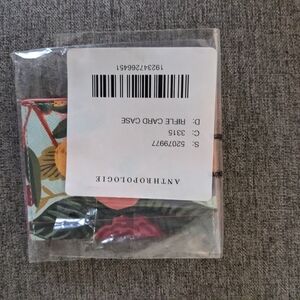 ANTHROPOLOGIE
S: 52079977
C: 3315
D: RIFLE CARD CASE
192347266451